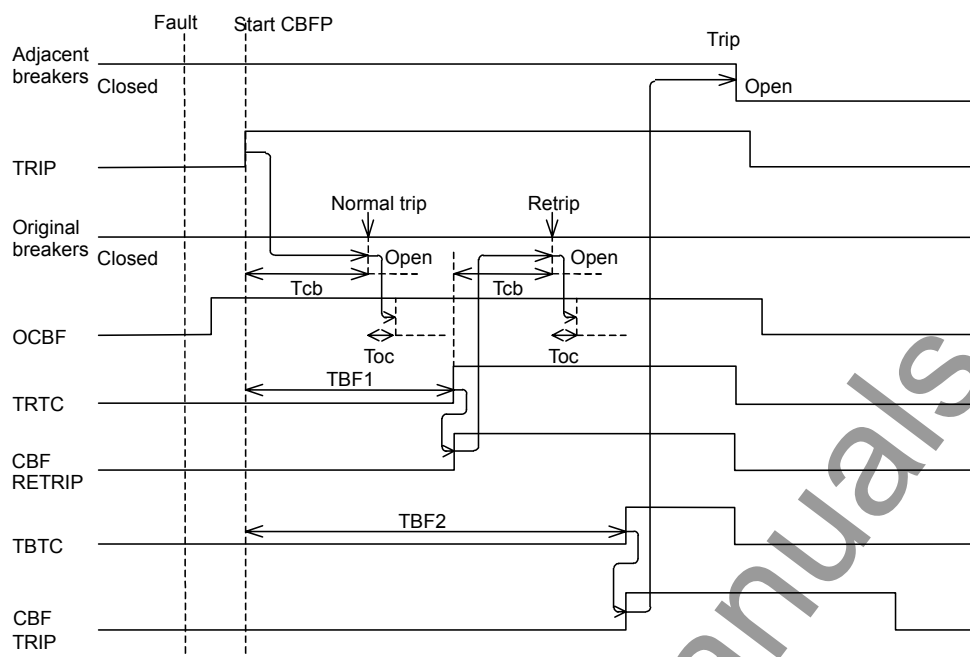 Fault
Start CBFP
Adjacent
breakers
Closed
Trip
Open
TRIP
Normal trip
Retrip
Original
breakers
Closed
Open
Open
Tcb
Tcb
OCBF
Toc
Toc
TBF1
TRTC
CBF
RETRIP
TBF2
TBTC
CBF
TRIP
anuals